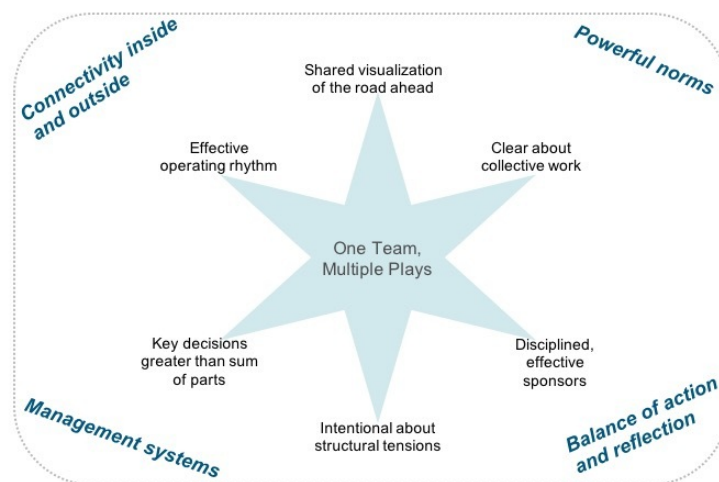 Connectivity inside
and outside
Powerful norms
Shared visualization
of the road ahead
Effective
operating rhythm
Clear about
collective work
One Team,
Multiple Plays
Key decisions
greater than sum
of parts
Disciplined,
effective
sponsors
Intentional about
structural tensions
Management systems
Balance of action
and reflection